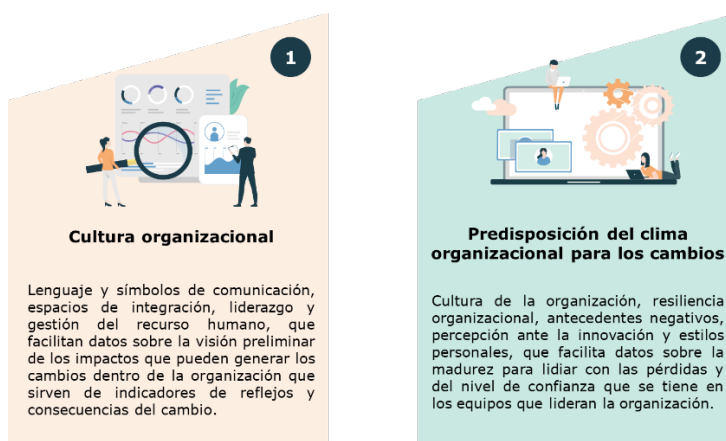 1
Cultura organizacional
Lenguaje y símbolos de comunicación,
espacios de integración, liderazgo y
gestión del recurso humano, que
facilitan datos sobre la visión preliminar
de los impactos que pueden generar los
cambios dentro de la organización que
sirven de indicadores de reflejos y
consecuencias del cambio.
2
Predisposición del clima
organizacional para los cambios
Cultura de la organización, resiliencia
organizacional, antecedentes negativos,
percepción ante la innovación y estilos
personales, que facilita datos sobre la
madurez para lidiar con las pérdidas y
del nivel de confianza que se tiene en
los equipos que lideran la organización.